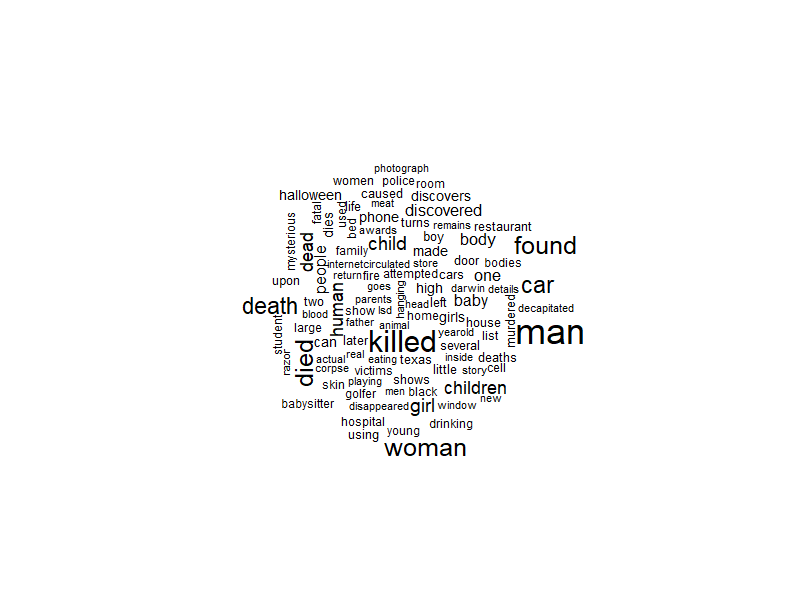 photograph
women police room
halloween caused meat discovers
life
used
fatal
dies
bed
phone discovered
turns remains restaurant
awards
mysterious
dead
people
family child boy made body found
door bodies
internet circulated store
return fire attempted cars one
upon goes high darwin details car
hanging
parents
death two human head left baby decapitated
blood show lsd home girls murdered man
student large father animal house
can later killed yearold list
several
razor died actual real eating texas inside deaths
corpse victims little story cell
skin playing shows children
golfer men black new
babysitter disappeared girl window
hospital drinking
using young
woman